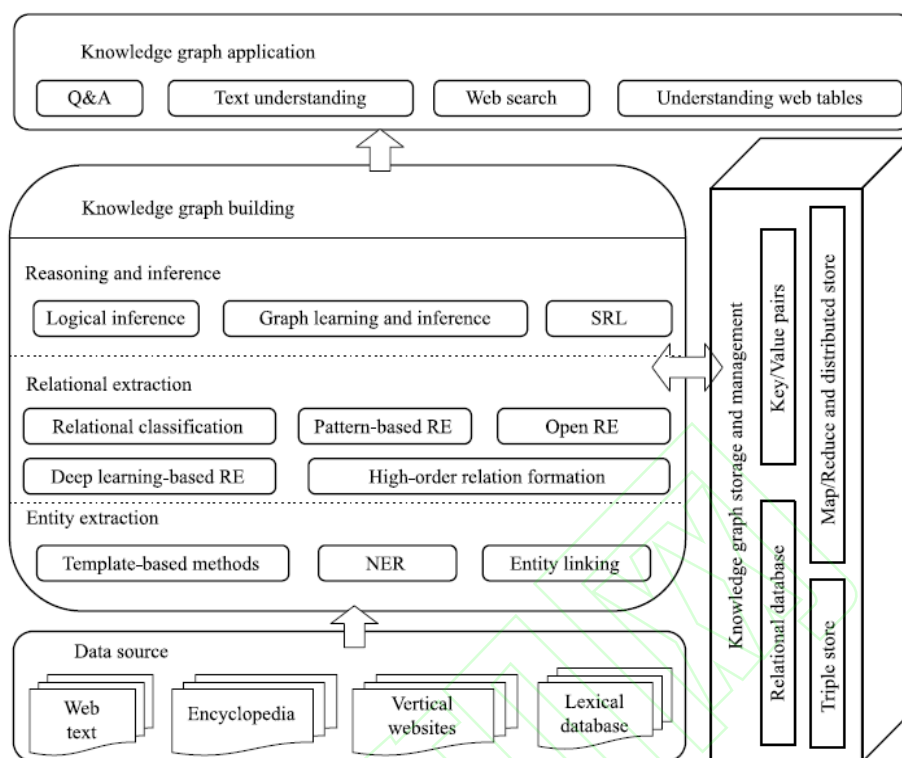 Knowledge graph application
Q&A
Text understanding
Web search
Understanding web tables
Knowledge graph building
Reasoning and inference
Logical inference
Graph learning and inference
SRL
Relational extraction
Relational classification
Pattern-based RE
Open RE
Deep learning-based RE
High-order relation formation
Entity extraction
Template-based methods
NER
Entity linking
Data source
Web
text
Encyclopedia
Vertical
websites
Lexical
database
Knowledge graph storage and management
Key/Value pairs
Relational database
Map/Reduce and distributed store
Triple store